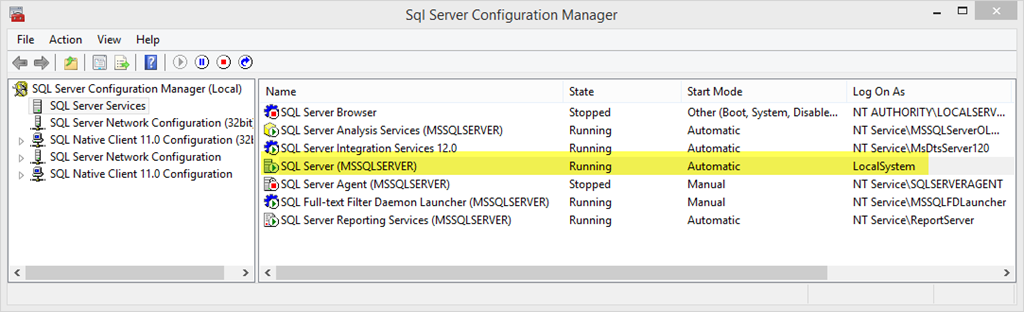 Sql Server Configuration Manager
File Action View Help
SQL Server Configuration Manager (Local)
SQL Server Services
SQL Server Network Configuration (32bit
SQL Native Client 11.0 Configuration (32
SQL Server Network Configuration
SQL Native Client 11.0 Configuration
Name State Start Mode Log On As
SQL Server Browser Stopped Other (Boot, System, Disable... NT AUTHORITY\LOCALSERV...
SQL Server Analysis Services (MSSQLSERVER) Running Automatic NT Service\MSSQLServerOL...
SQL Server Integration Services 12.0 Running Automatic NT Service\MsDtsServer120
SQL Server (MSSQLSERVER) Running Automatic LocalSystem
SQL Server Agent (MSSQLSERVER) Stopped Manual NT Service\SQLSERVERAGENT
SQL Full-text Filter Daemon Launcher (MSSQLSERVER) Running Manual NT Service\MSSQLFDLauncher
SQL Server Reporting Services (MSSQLSERVER) Running Automatic NT Service\ReportServer